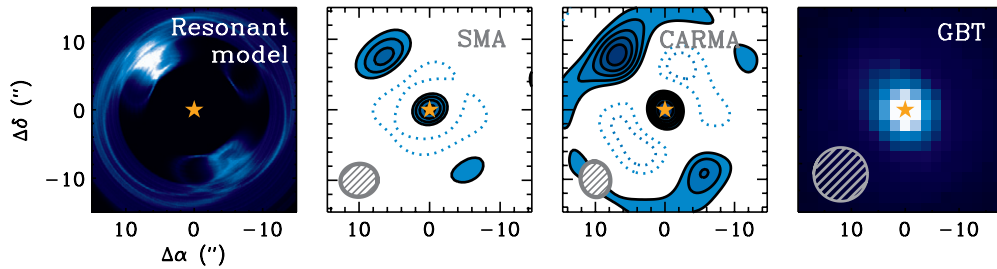 Resonant
model
SMA
CARMA
GBT
10
0
-10
Δδ (″)
10 0 -10
10 0 -10
10 0 -10
10 0 -10
Δα (″)